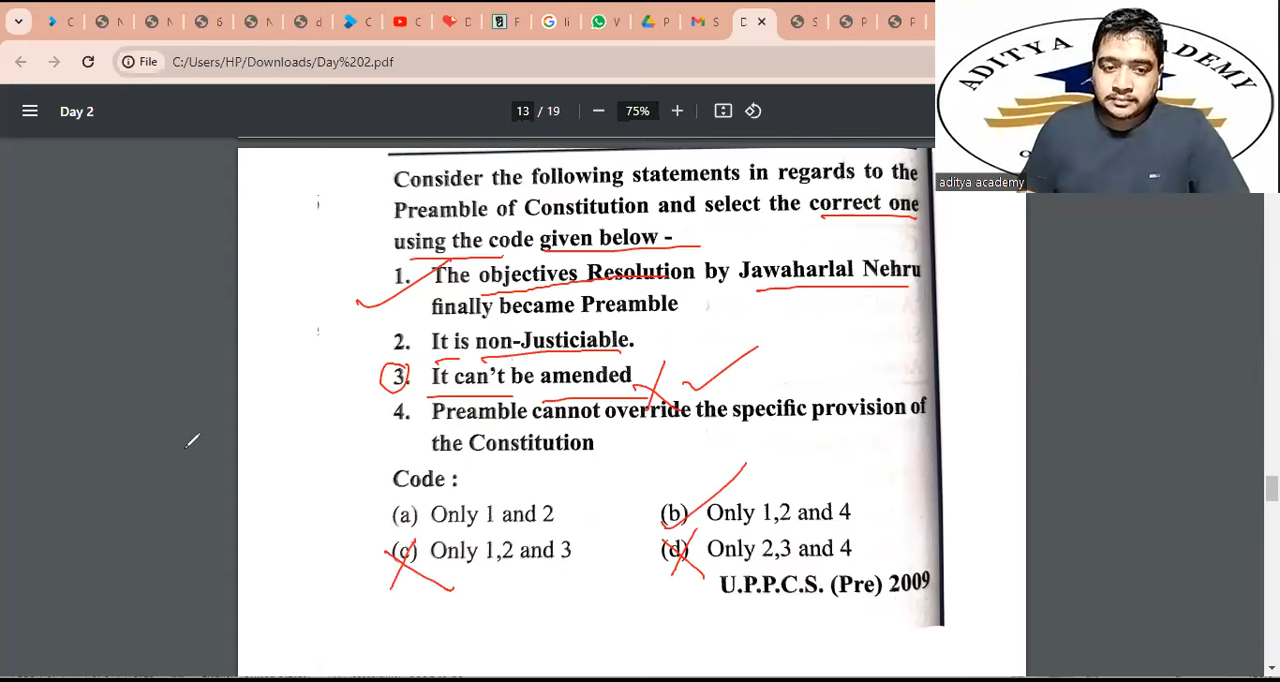 C
N
N
6
N
d
C
C
C
F
li
V
P
S
D
S
P
P
File
C:/Users/HP/Downloads/Day%202.pdf
ADITYA ACADEMY
aditya academy
Day 2
13 / 19
75%
Consider the following statements in regards to the
Preamble of Constitution and select the correct one
using the code given below -
1. The objectives Resolution by Jawaharlal Nehru
finally became Preamble
2. It is non-Justiciable.
3. It can't be amended
4. Preamble cannot override the specific provision of
the Constitution
Code :
(a) Only 1 and 2
(b) Only 1,2 and 4
(c) Only 1,2 and 3
(d) Only 2,3 and 4
U.P.P.C.S. (Pre) 2009